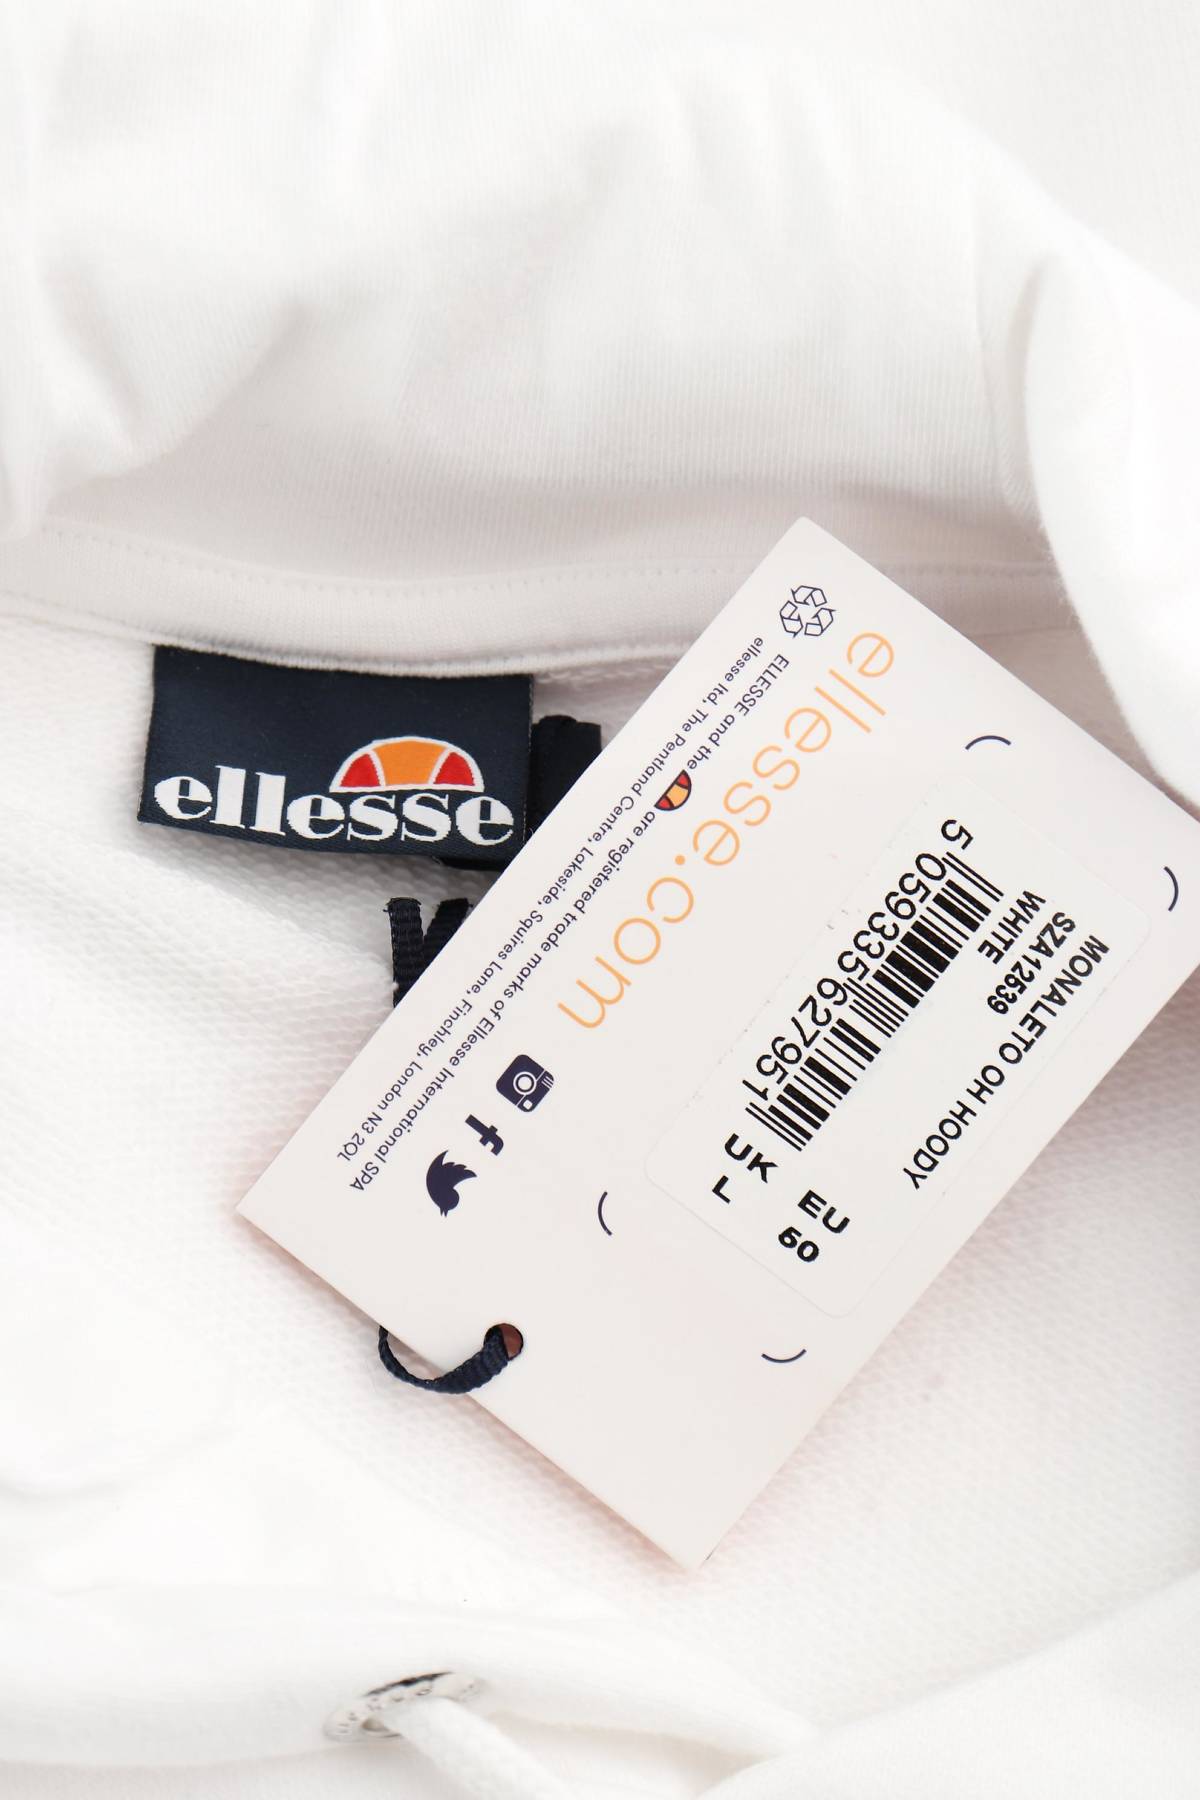 ellesse
ellesse.com
ELLESSE and the are registered trade marks of Ellesse International SPA
ellesse ltd, The Pentland Centre, Lakeside, Squires Lane, Finchley, London N3 2QL
MONALETO OH HOODY
SZA12539
WHITE
5 059335 627951
UK EU
L 50